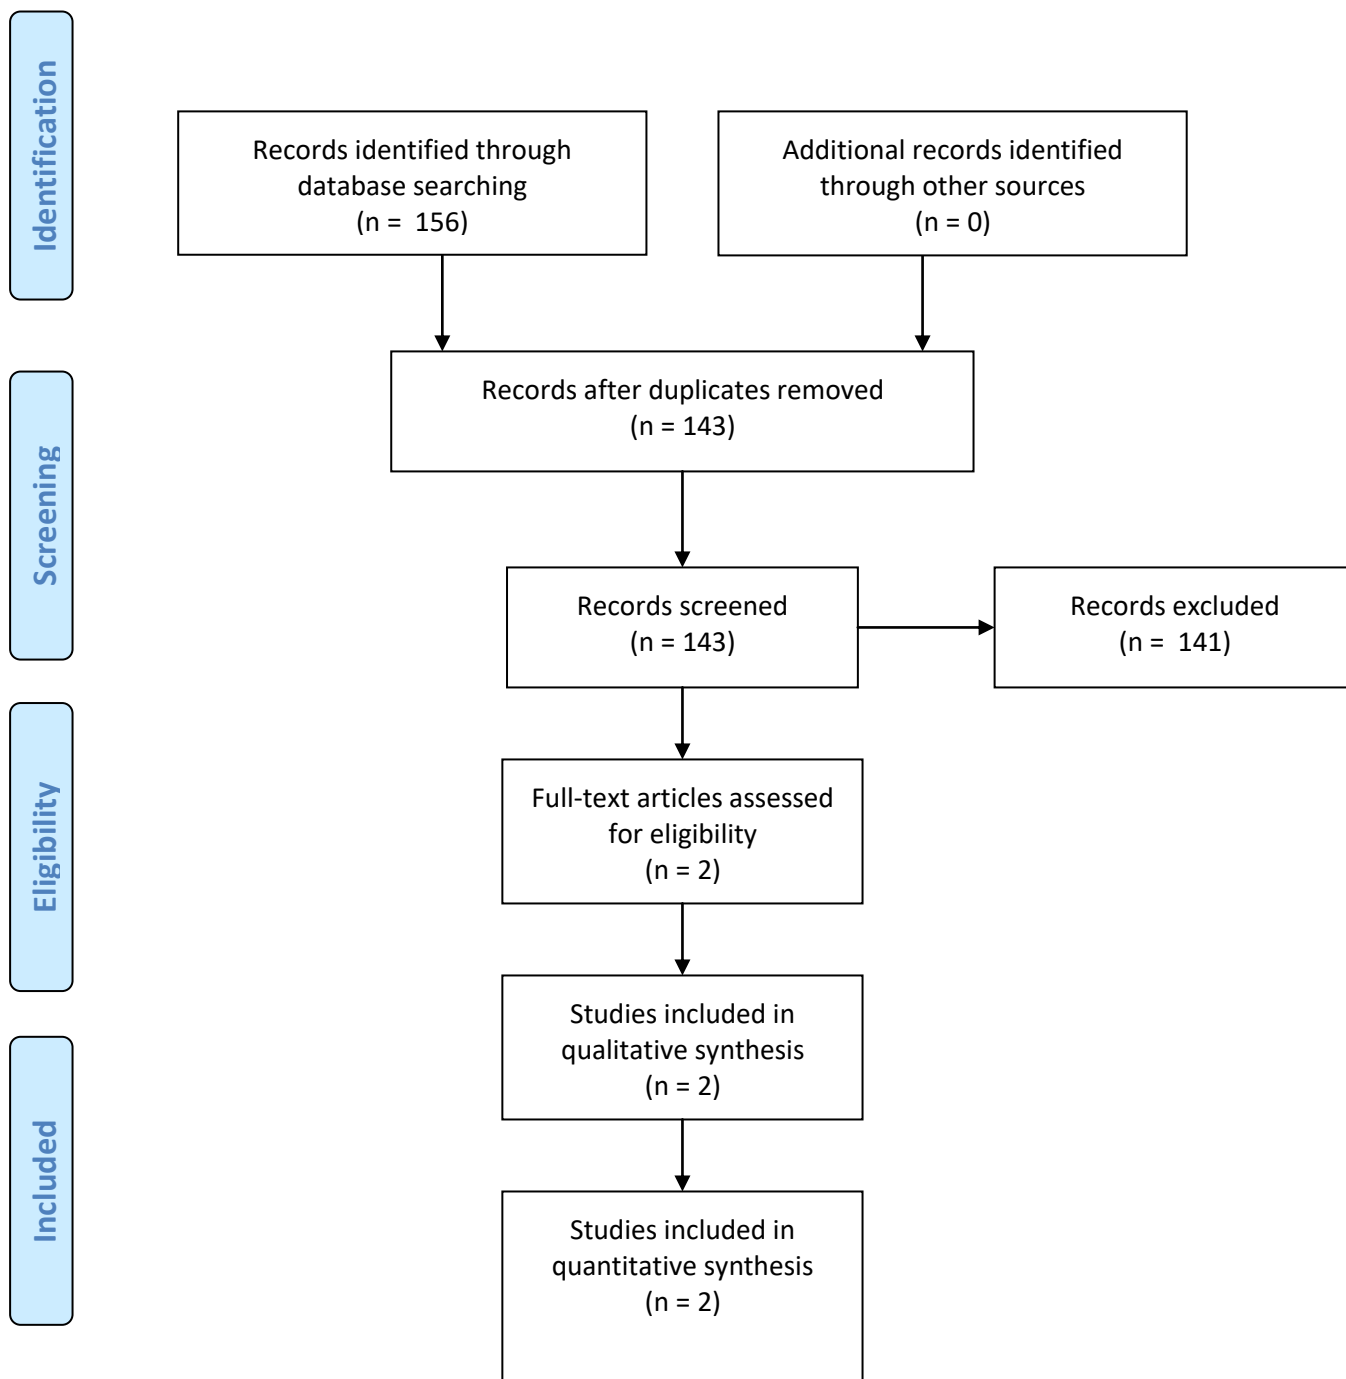 Identification
Records identified through
database searching
(n =  156)
Additional records identified
through other sources
(n = 0)
Screening
Records after duplicates removed
(n = 143)
Records screened
(n = 143)
Records excluded
(n =  141)
Eligibility
Full-text articles assessed
for eligibility
(n = 2)
Studies included in
qualitative synthesis
(n = 2)
Included
Studies included in
quantitative synthesis
(n = 2)